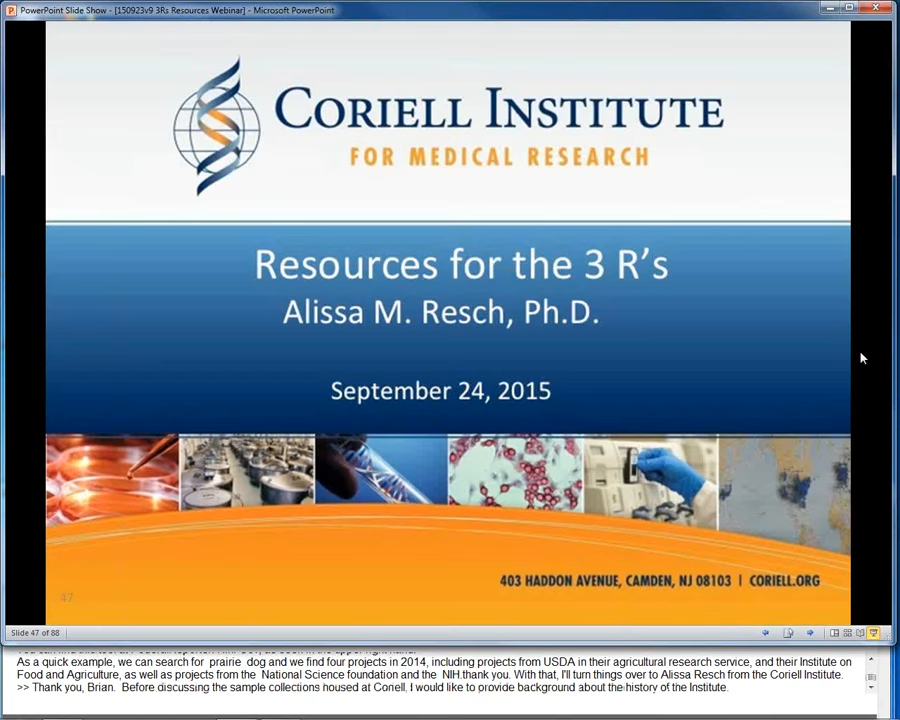 PowerPoint Slide Show - [150923v9 3Rs Resources Webinar] - Microsoft PowerPoint
CORIELL INSTITUTE
FOR MEDICAL RESEARCH
Resources for the 3 R's
Alissa M. Resch, Ph.D.
September 24, 2015
403 HADDON AVENUE, CAMDEN, NJ 08103 | CORIELL.ORG
47
Slide 47 of 88
As a quick example, we can search for prairie dog and we find four projects in 2014, including projects from USDA in their agricultural research service, and their Institute on
Food and Agriculture, as well as projects from the National Science foundation and the NIH.thank you. With that, I'll turn things over to Alissa Resch from the Coriell Institute.
>> Thank you, Brian. Before discussing the sample collections housed at Coriell, I would like to provide background about the history of the Institute.